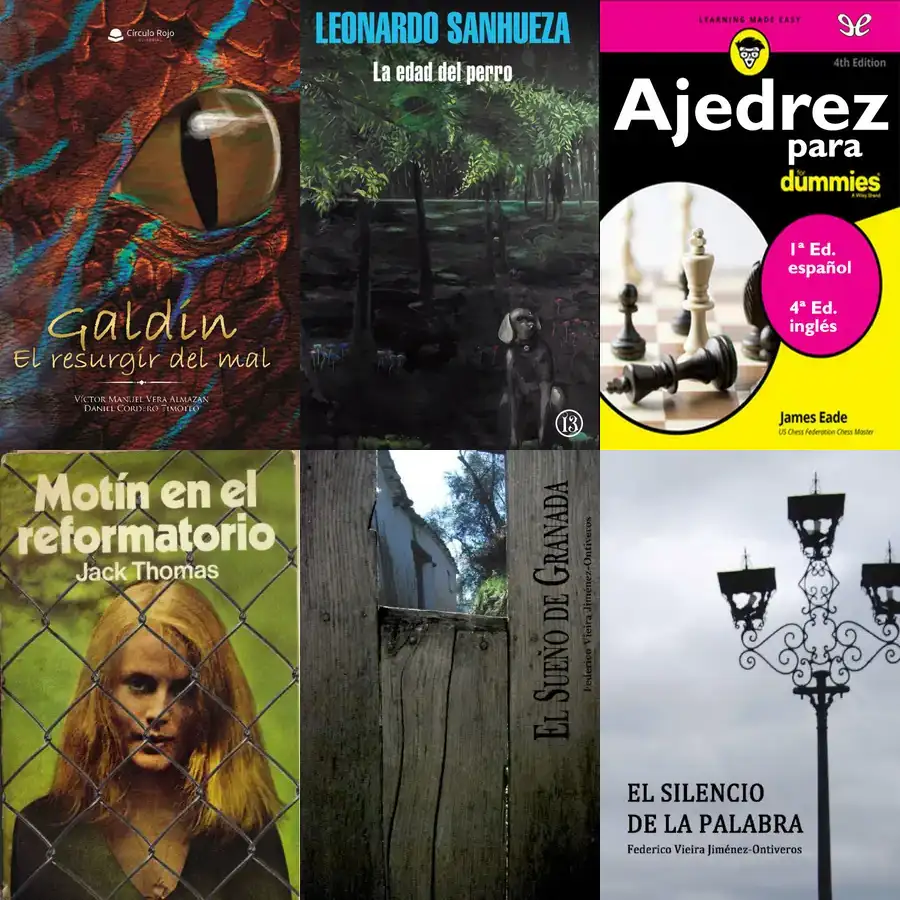 Círculo Rojo
EDITORIAL
Galdín
El resurgir del mal
Víctor Manuel Vera Almazán
Daniel Cordero Timoteo
LEONARDO SANHUEZA
La edad del perro
13
LEARNING MADE EASY
4th Edition
Ajedrez
para
for
dummies
A Wiley Brand
1ª Ed.
español
4ª Ed.
inglés
James Eade
US Chess Federation Chess Master
Motín en el
reformatorio
Jack Thomas
El Sueño de Granada
Federico Vieira Jiménez-Ontiveros
EL SILENCIO
DE LA PALABRA
Federico Vieira Jiménez-Ontiveros